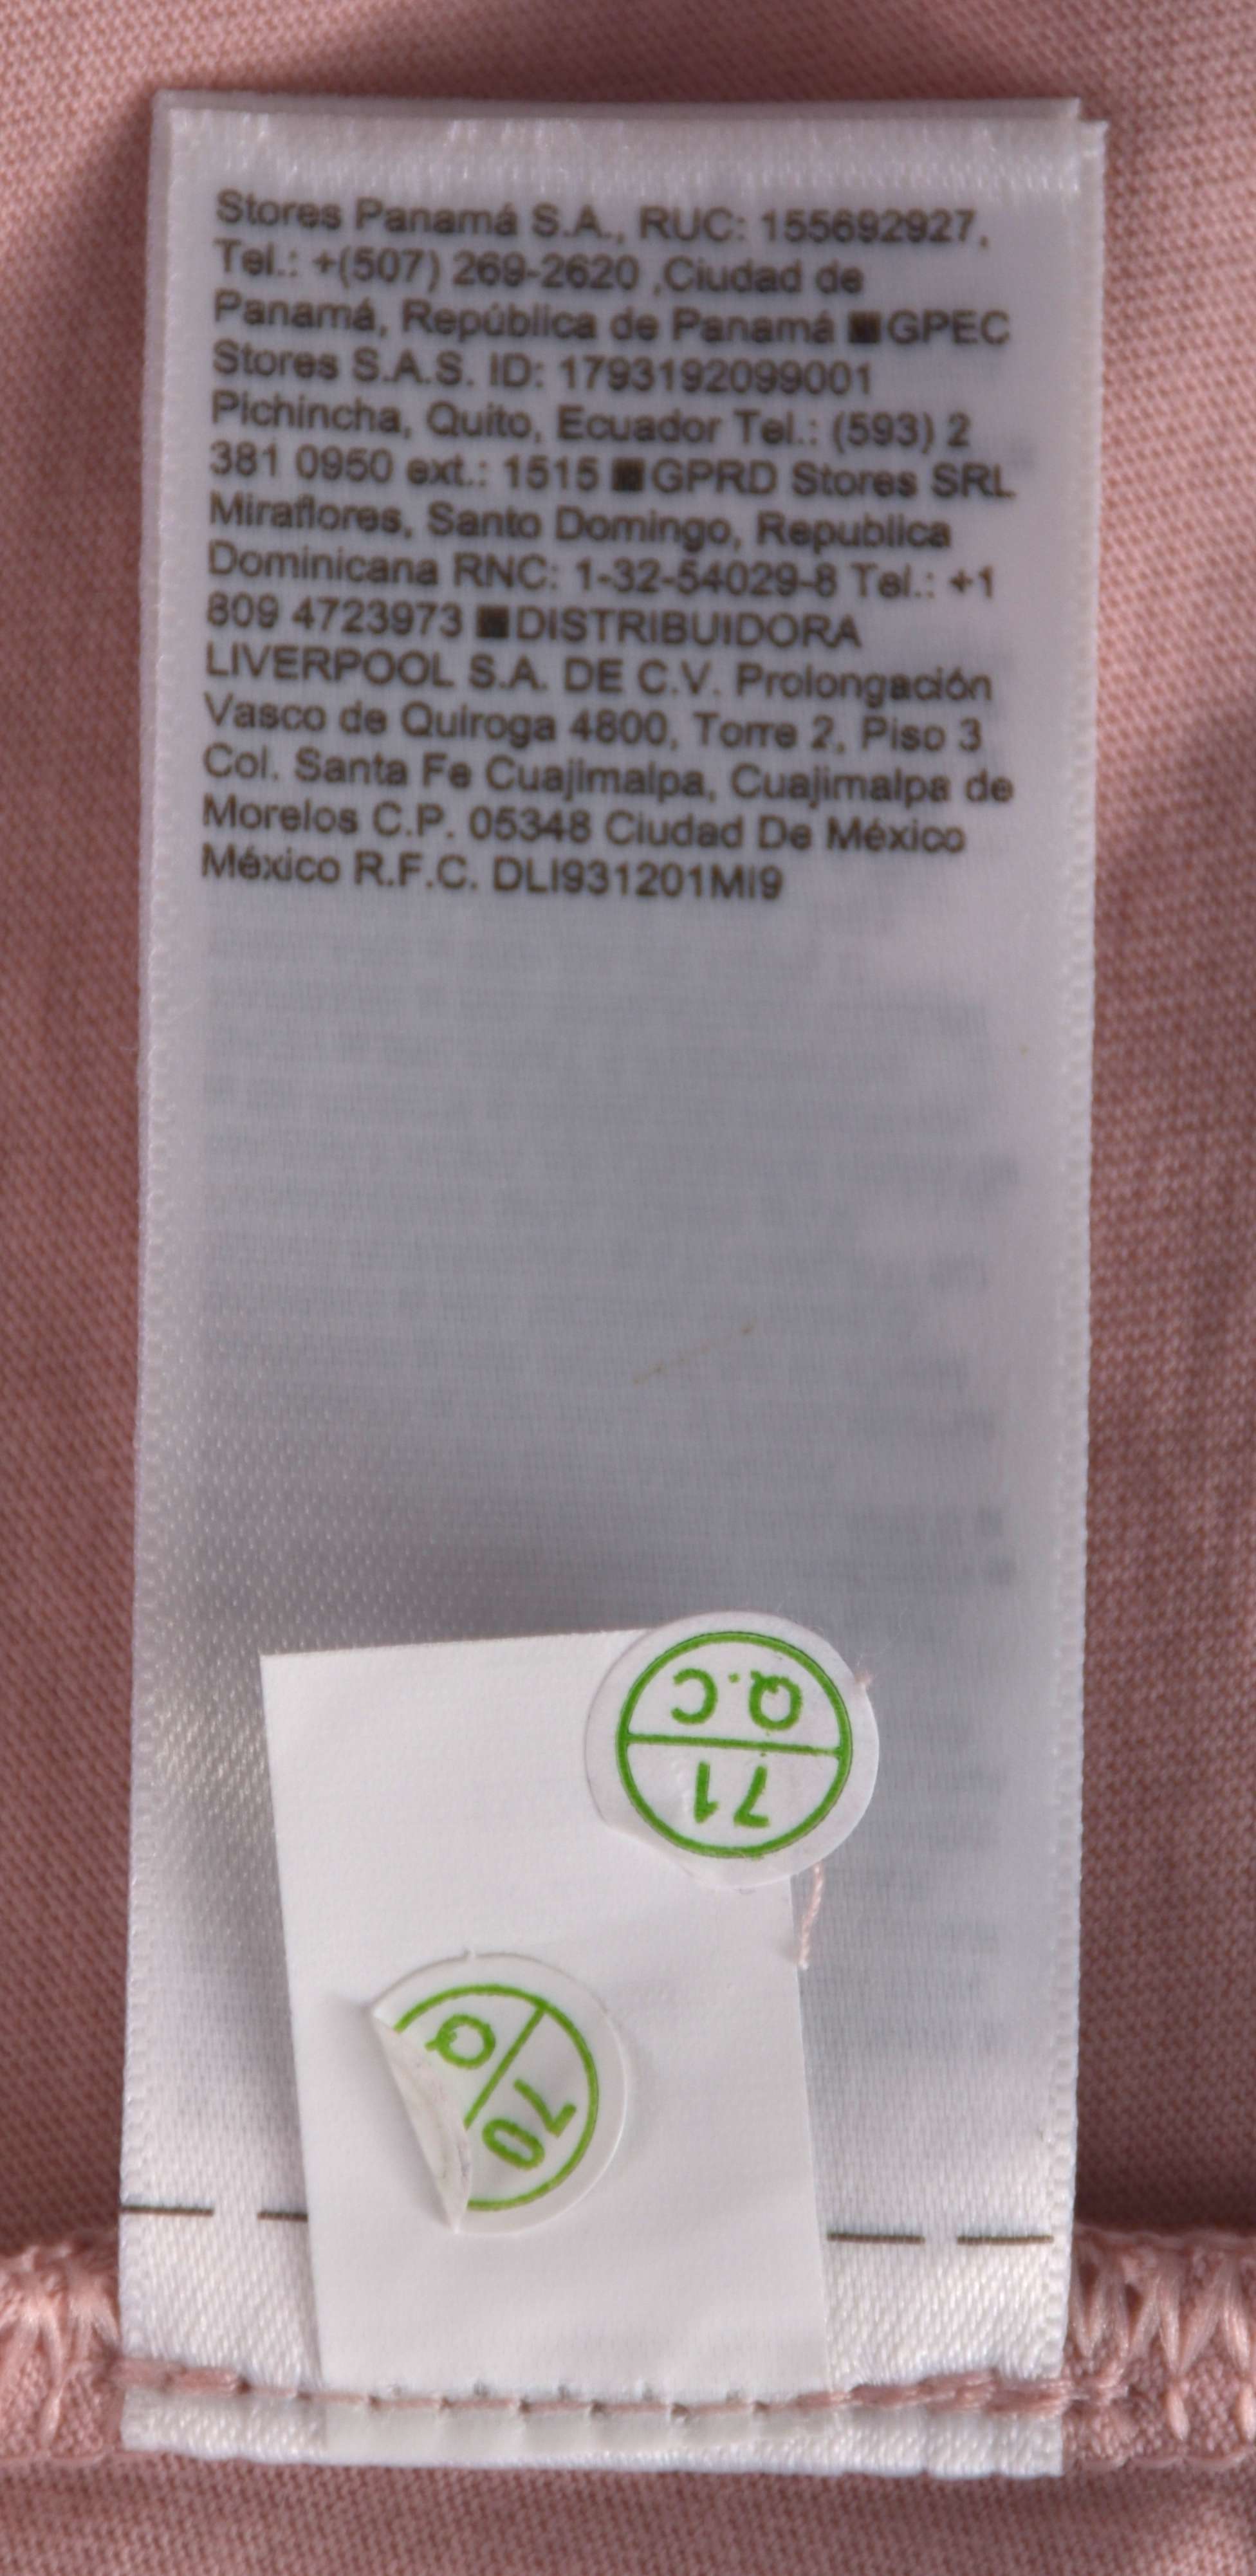 Stores Panamá S.A., RUC: 155692927,
Tel.: +(507) 269-2620 ,Ciudad de
Panamá, República de Panamá ■GPEC
Stores S.A.S. ID: 1793192099001
Pichincha, Quito, Ecuador Tel.: (593) 2
381 0950 ext.: 1515 ■GPRD Stores SRL
Miraflores, Santo Domingo, Republica
Dominicana RNC: 1-32-54029-8 Tel.: +1
809 4723973 ■DISTRIBUIDORA
LIVERPOOL S.A. DE C.V. Prolongación
Vasco de Quiroga 4800, Torre 2, Piso 3
Col. Santa Fe Cuajimalpa, Cuajimalpa de
Morelos C.P. 05348 Ciudad De México
México R.F.C. DLI931201MI9
71
Q.C
70
Q